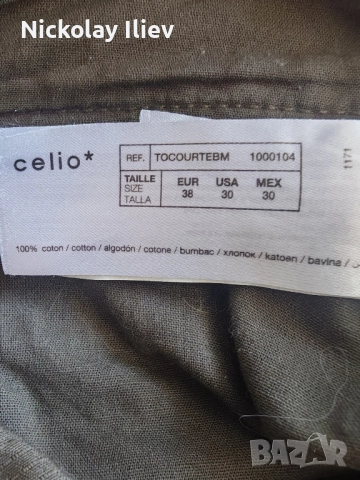 Nickolay Iliev
celio*
REF. TOCOURTEBM 1000104
TAILLE EUR USA MEX
SIZE 38 30 30
TALLA
1171
100% coton / cotton / algodón / cotone / bumbac / хлопок / katoen / bavina /
BAZAR